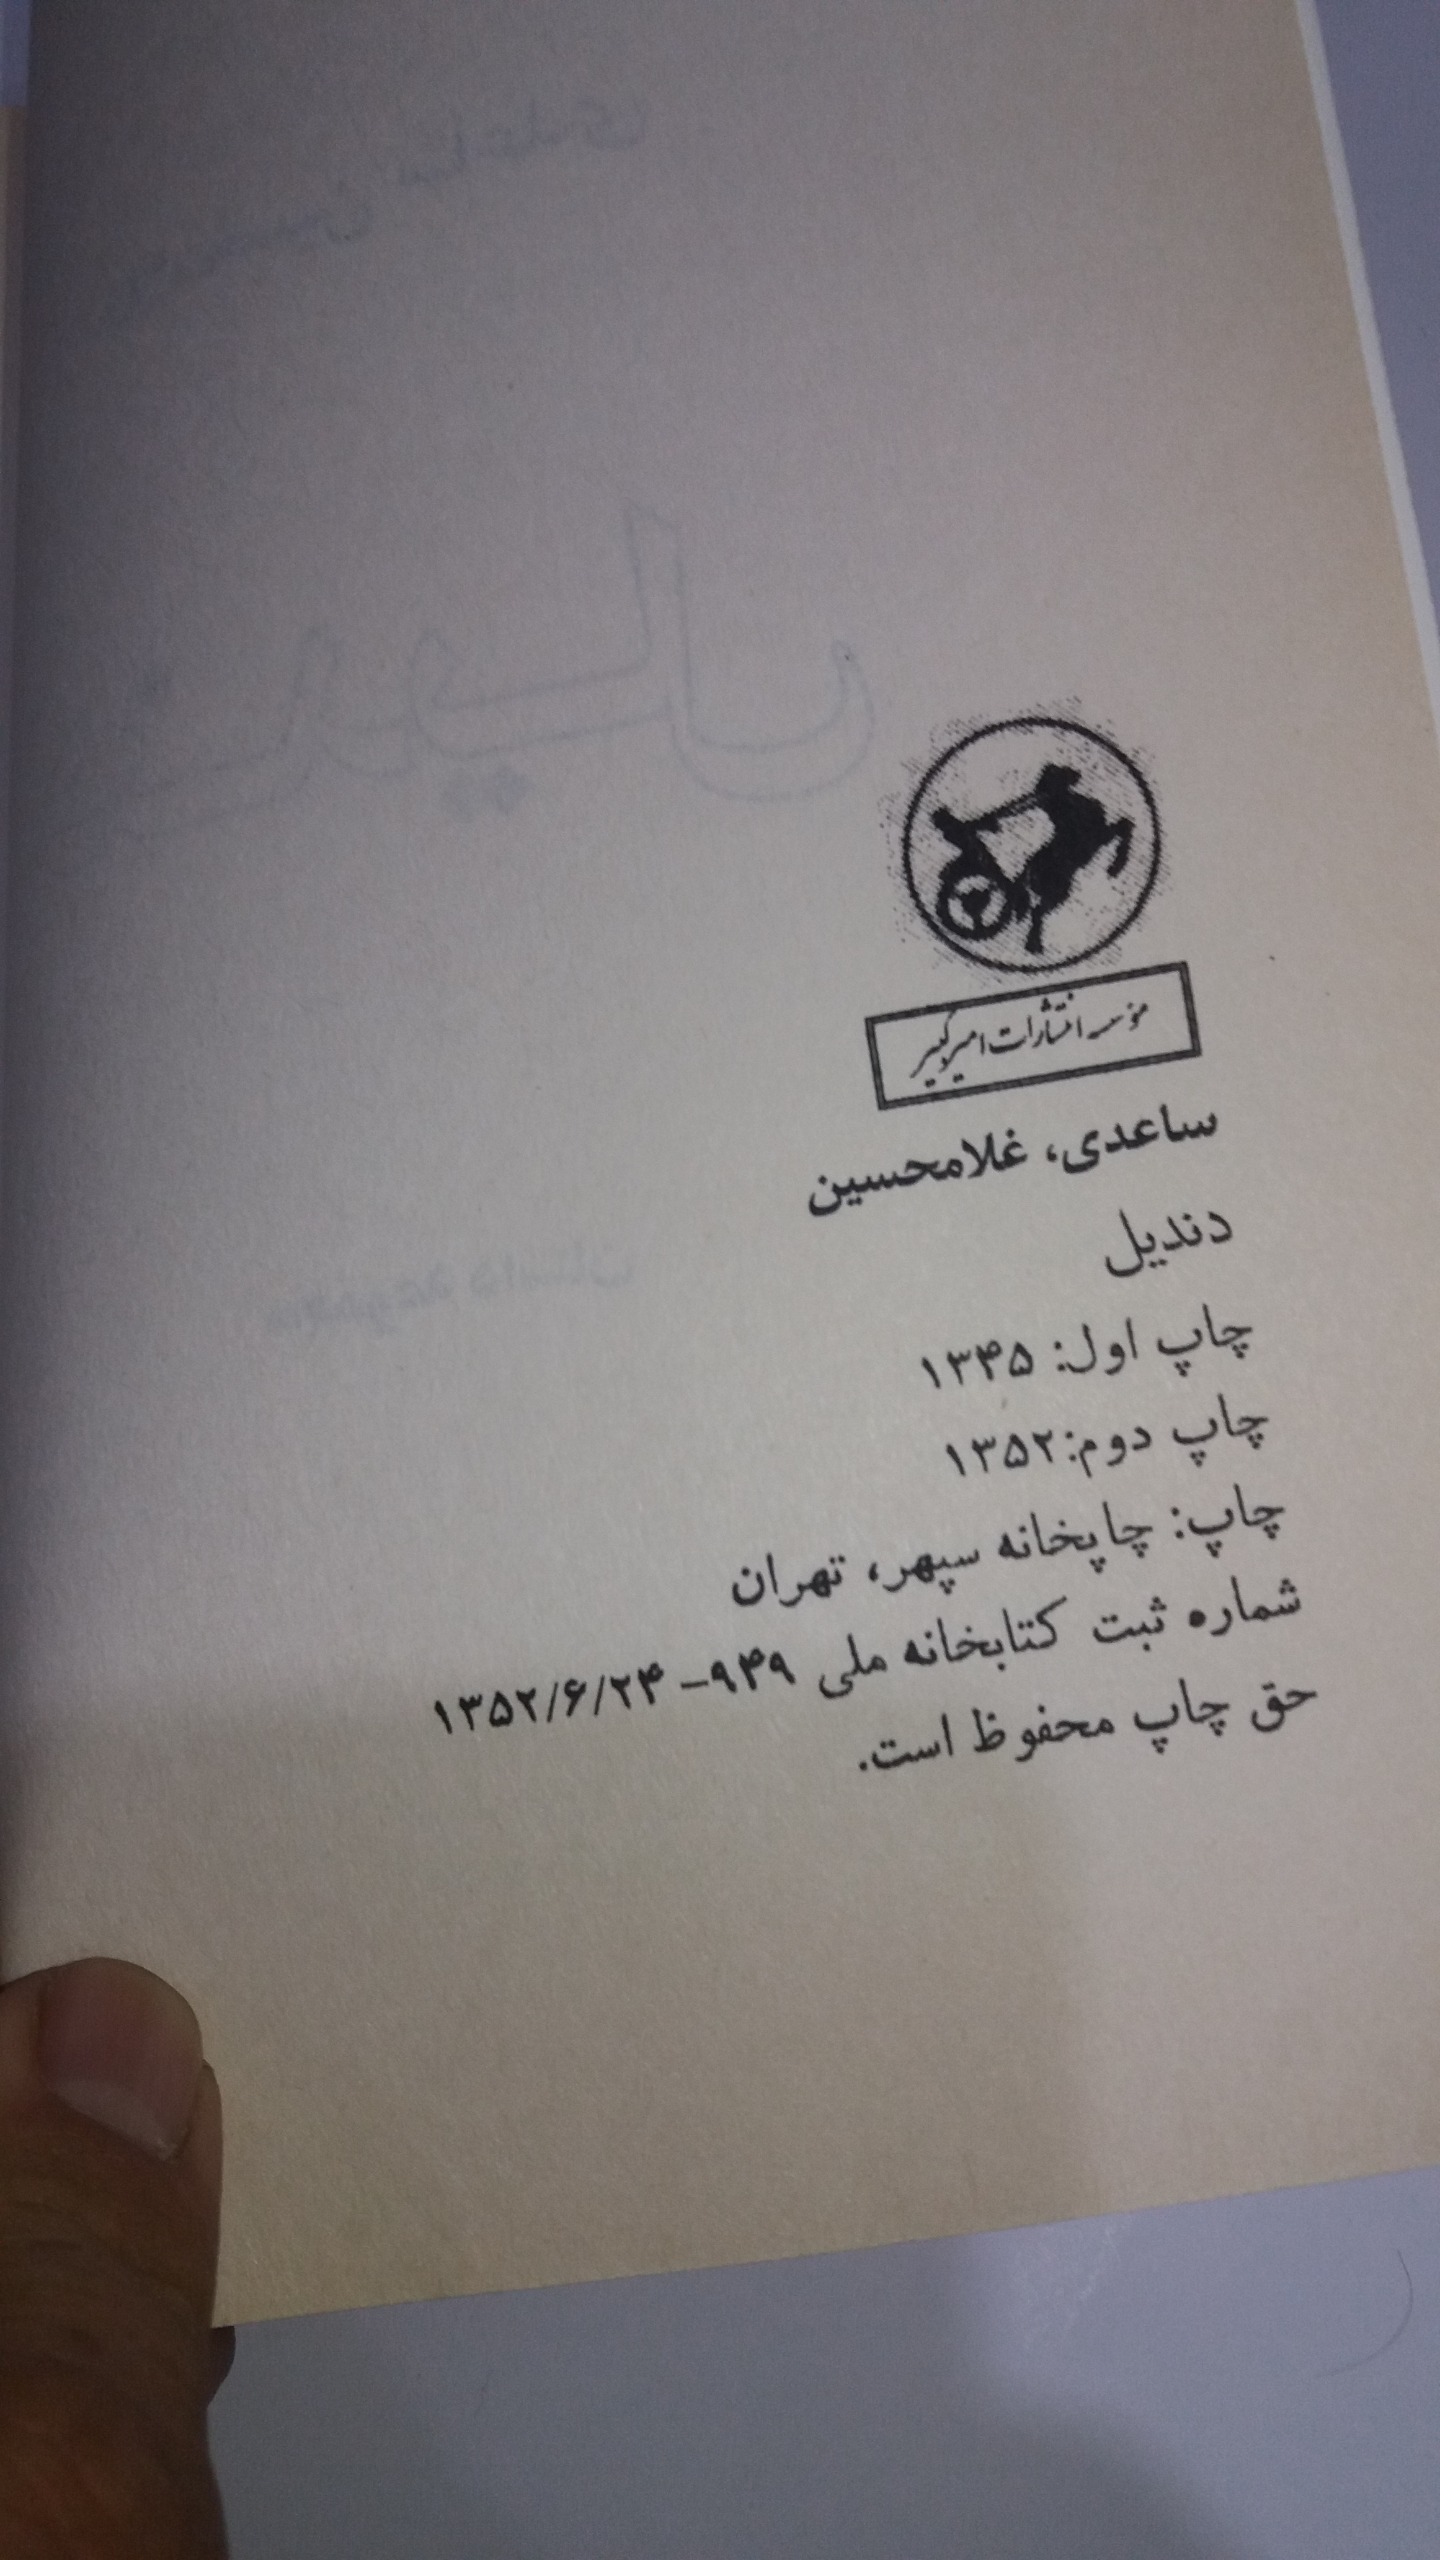 مؤسسه انتشارات امیرکبیر
ساعدی، غلامحسین
دندیل
چاپ اول: ۱۳۴۵
چاپ دوم:۱۳۵۲
چاپ: چاپخانه سپهر، تهران
شماره ثبت کتابخانه ملی ۹۴۹- ۱۳۵۲/۶/۲۴
حق چاپ محفوظ است.